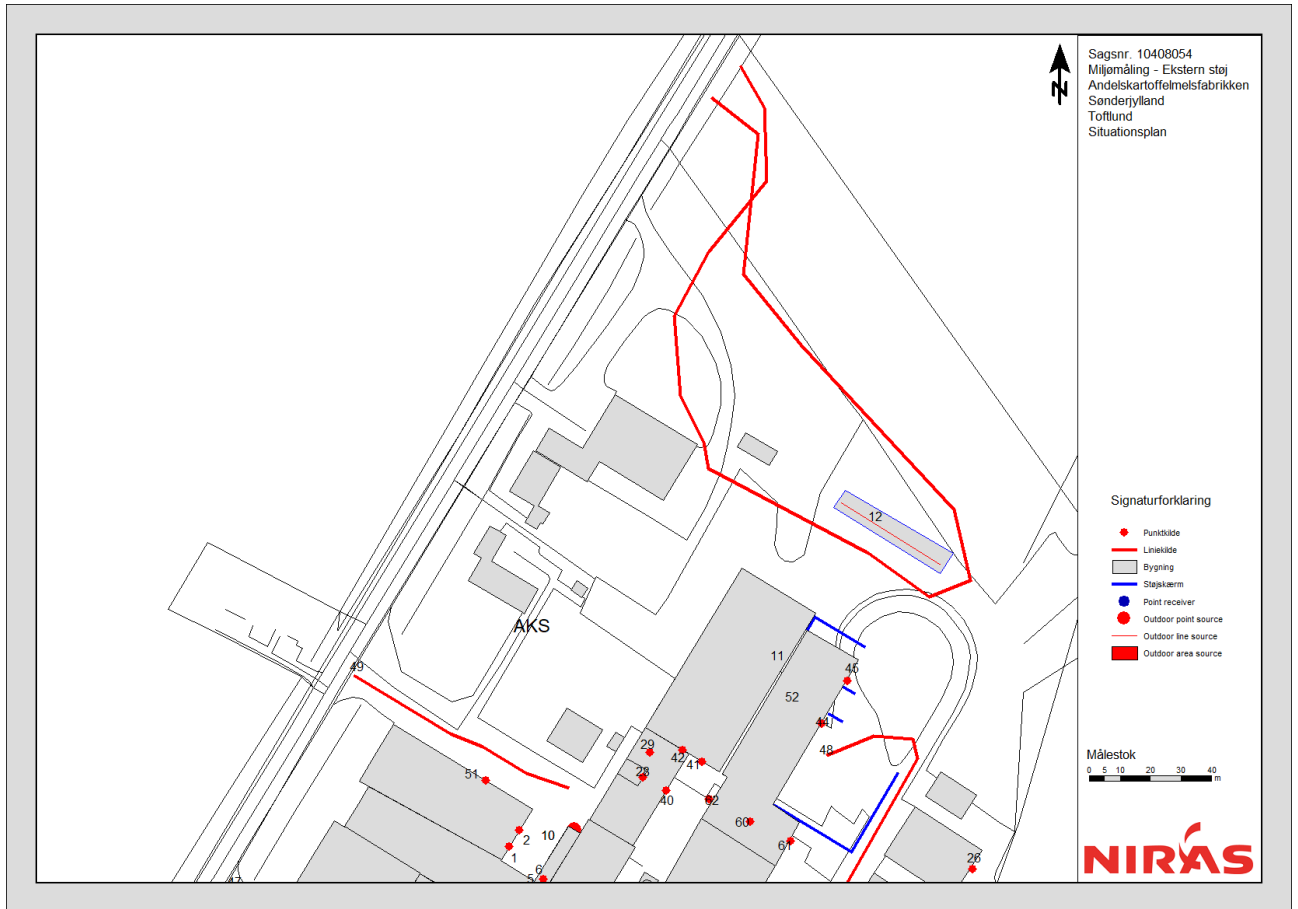 Sagsnr. 10408054
Miljømåling - Ekstern støj
Andelskartoffelmelsfabrikken
Sønderjylland
Toftlund
Situationsplan
N
12
AKS
49
11
45
52
44
48
29
42
41
28
40
62
51
60
61
2
10
1
6
5
26
47
Signaturforklaring
Punktkilde
Liniekilde
Bygning
Støjskærm
Point receiver
Outdoor point source
Outdoor line source
Outdoor area source
Målestok
0 5 10 20 30 40
m
NIRAS